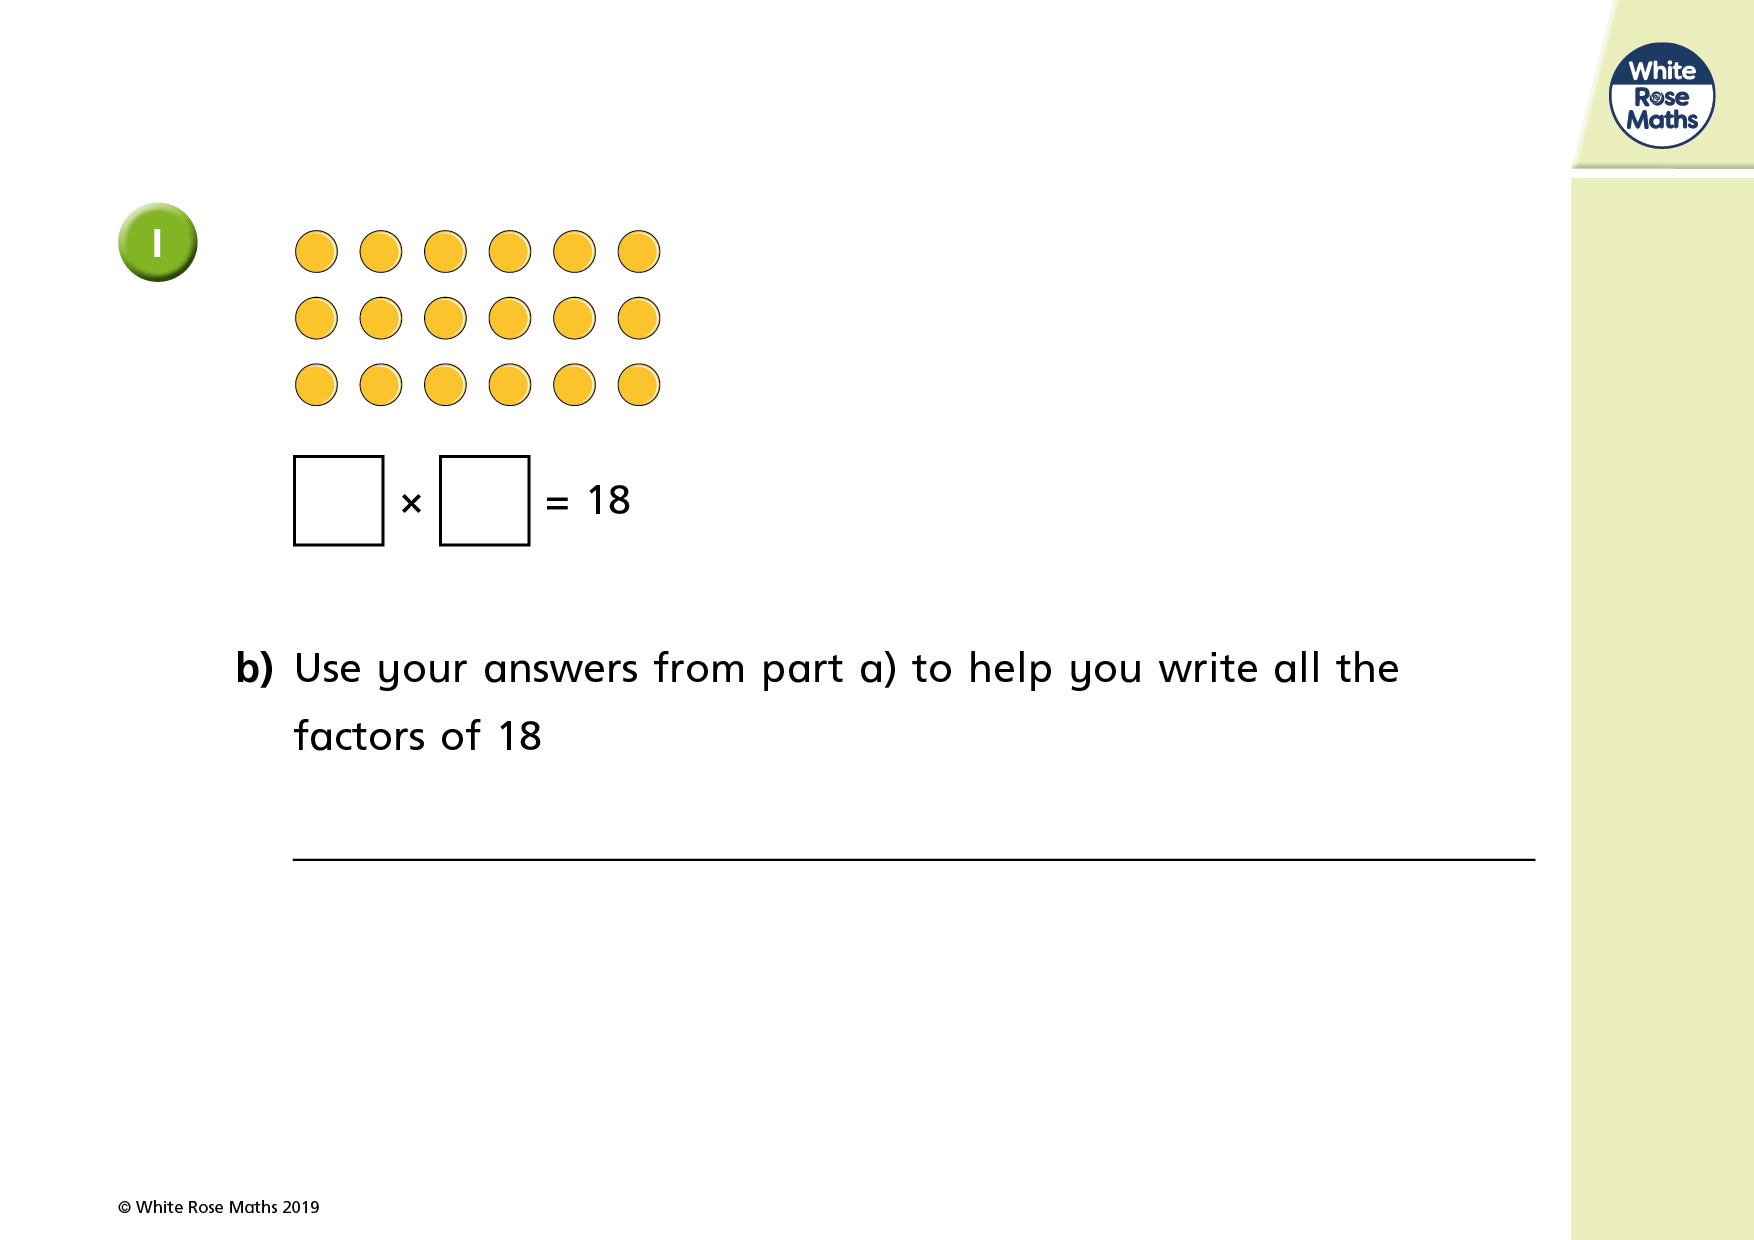 White
Rose
Maths
1
× = 18
b) Use your answers from part a) to help you write all the
factors of 18
© White Rose Maths 2019